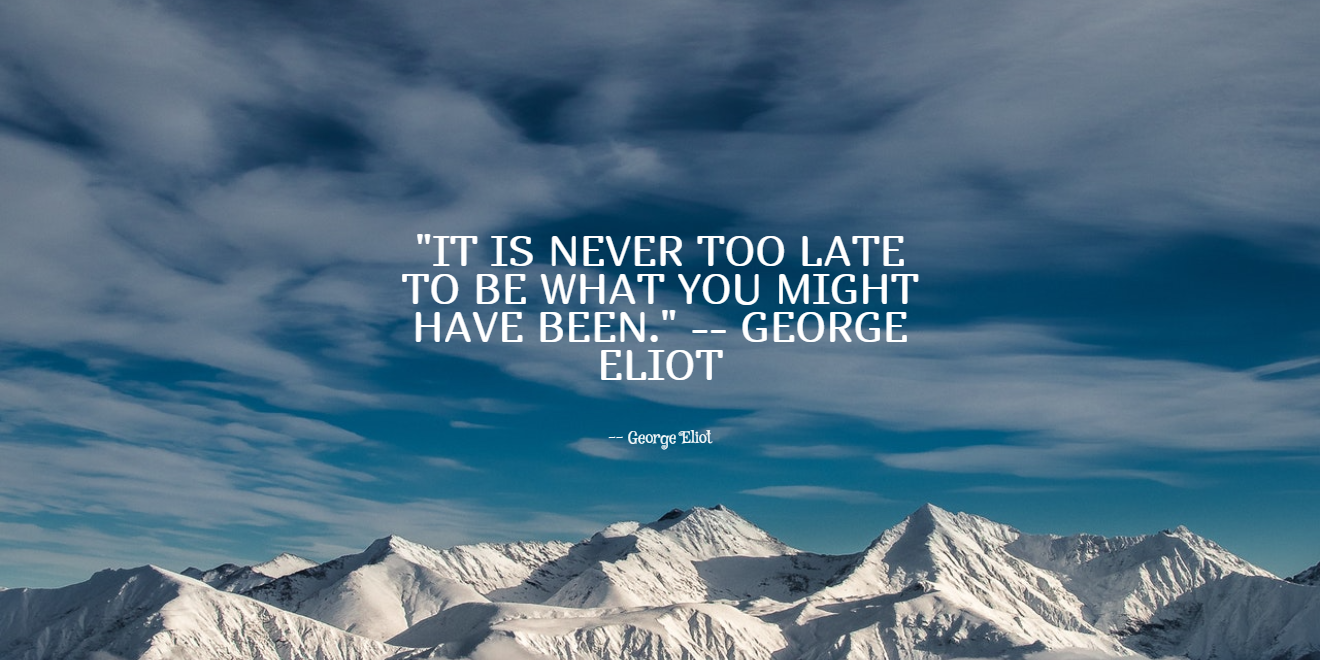 "IT IS NEVER TOO LATE
TO BE WHAT YOU MIGHT
HAVE BEEN." -- GEORGE
ELIOT
-- George Eliot